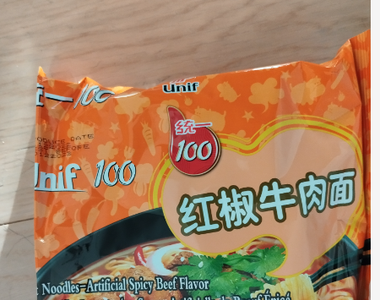 Unif
统一
100
Unif 100
红椒牛肉面
Noodles-Artificial Spicy Beef Flavor